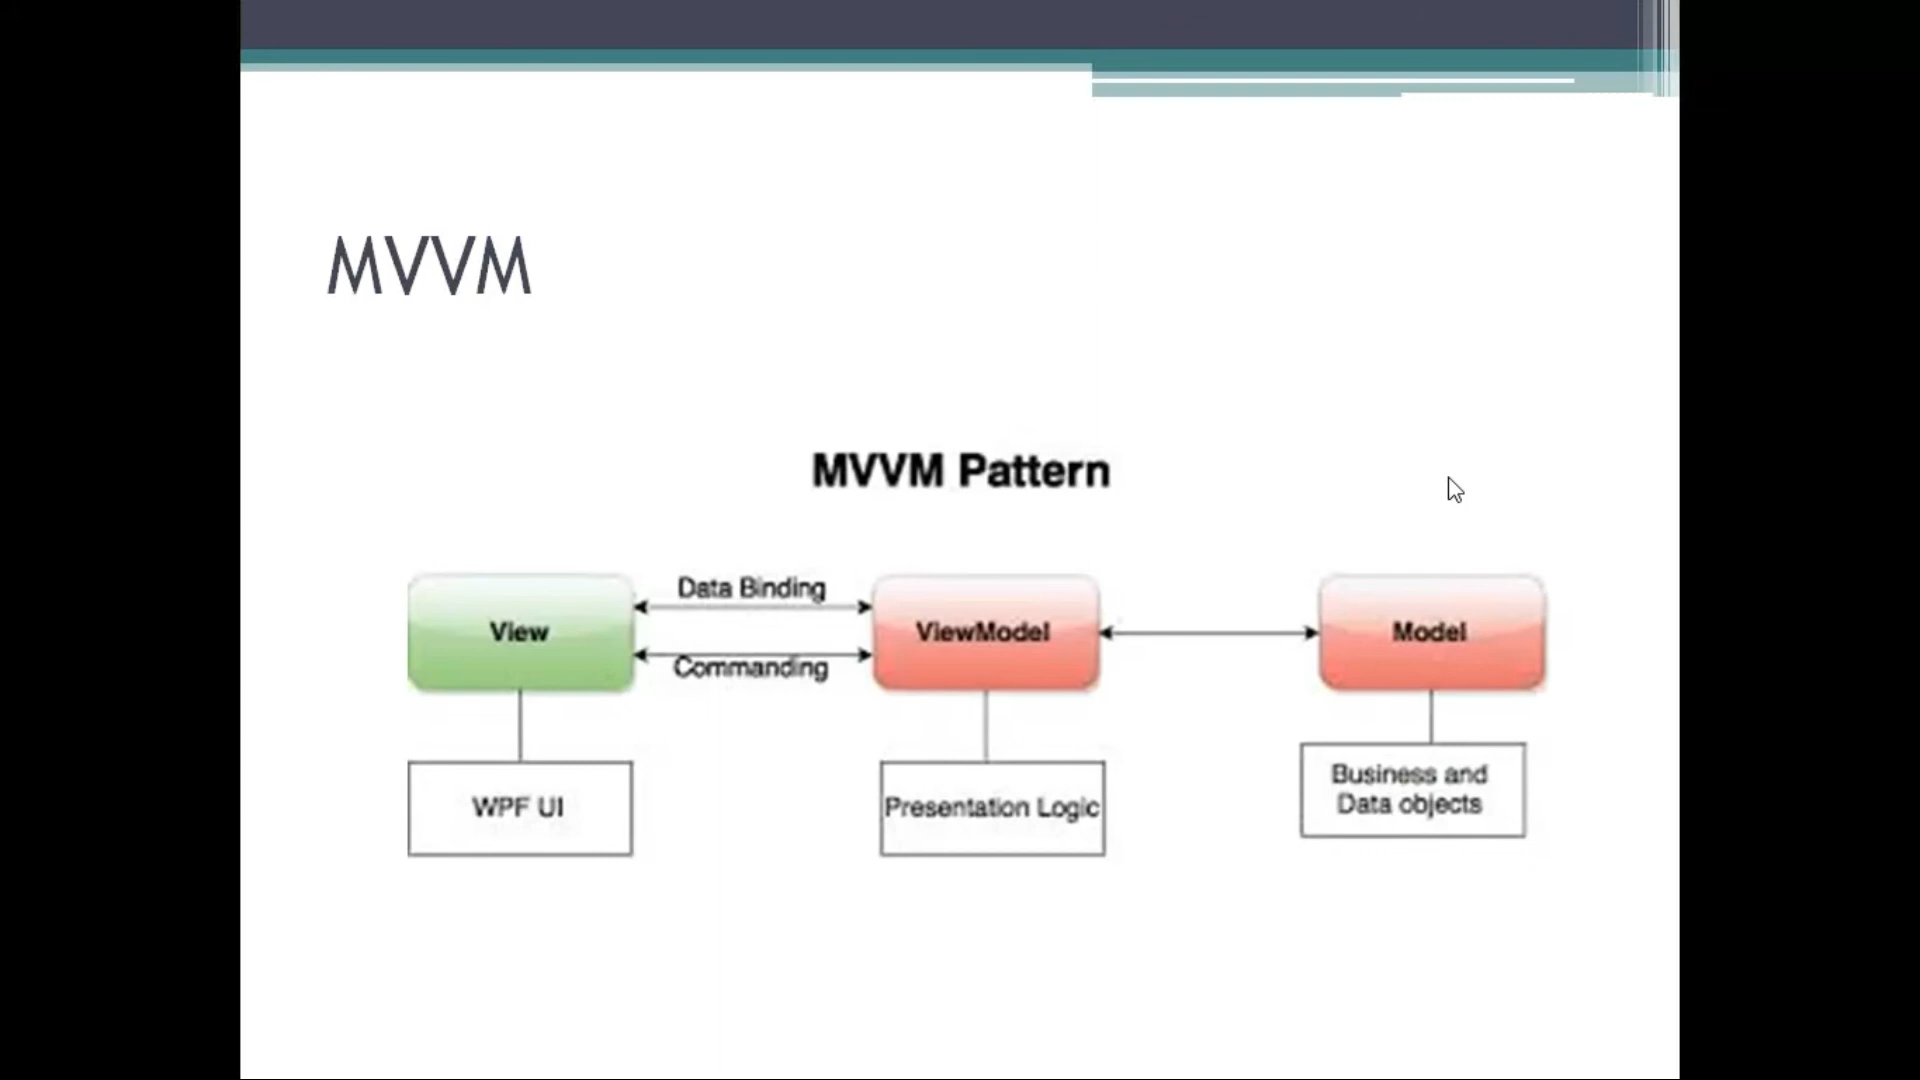 MVVM
MVVM Pattern
Data Binding
View
ViewModel
Model
Commanding
WPF UI
Presentation Logic
Business and
Data objects